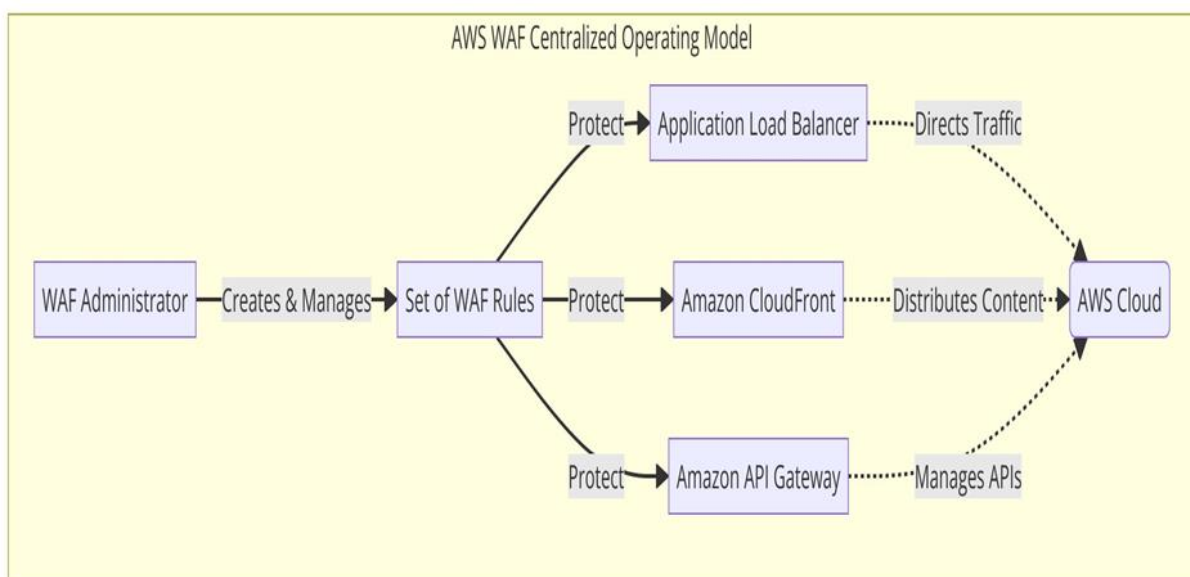 AWS WAF Centralized Operating Model
Protect
Application Load Balancer
Directs Traffic
WAF Administrator
Creates & Manages
Set of WAF Rules
Protect
Amazon CloudFront
Distributes Content
AWS Cloud
Protect
Amazon API Gateway
Manages APIs